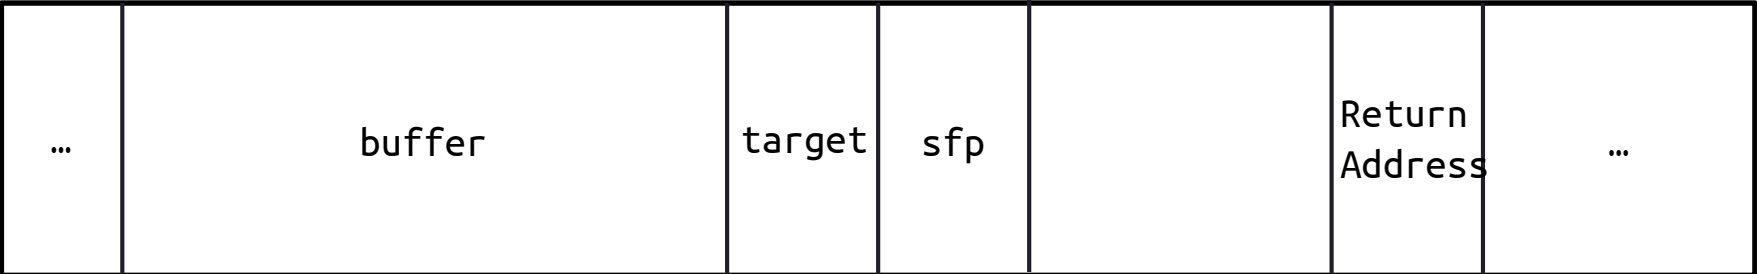 …
buffer
target
sfp
Return
Address
…